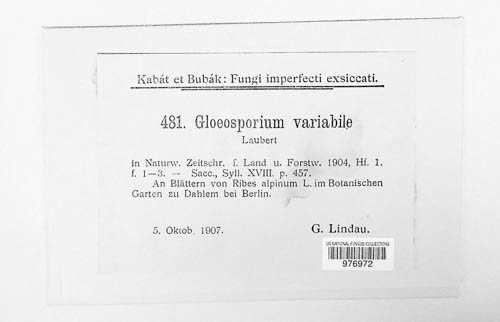 Kabát et Bubák: Fungi imperfecti exsiccati.
481. Gloeosporium variabile
Laubert
in Naturw. Zeitschr. f. Land u. Forstw. 1904, Hf. 1.
f. 1—3. — Sacc., Syll. XVIII. p. 457.
An Blättern von Ribes alpinum L. im Botanischen
Garten zu Dahlem bei Berlin.
5. Oktob. 1907.
G. Lindau.
US NATIONAL FUNGUS COLLECTIONS
976972